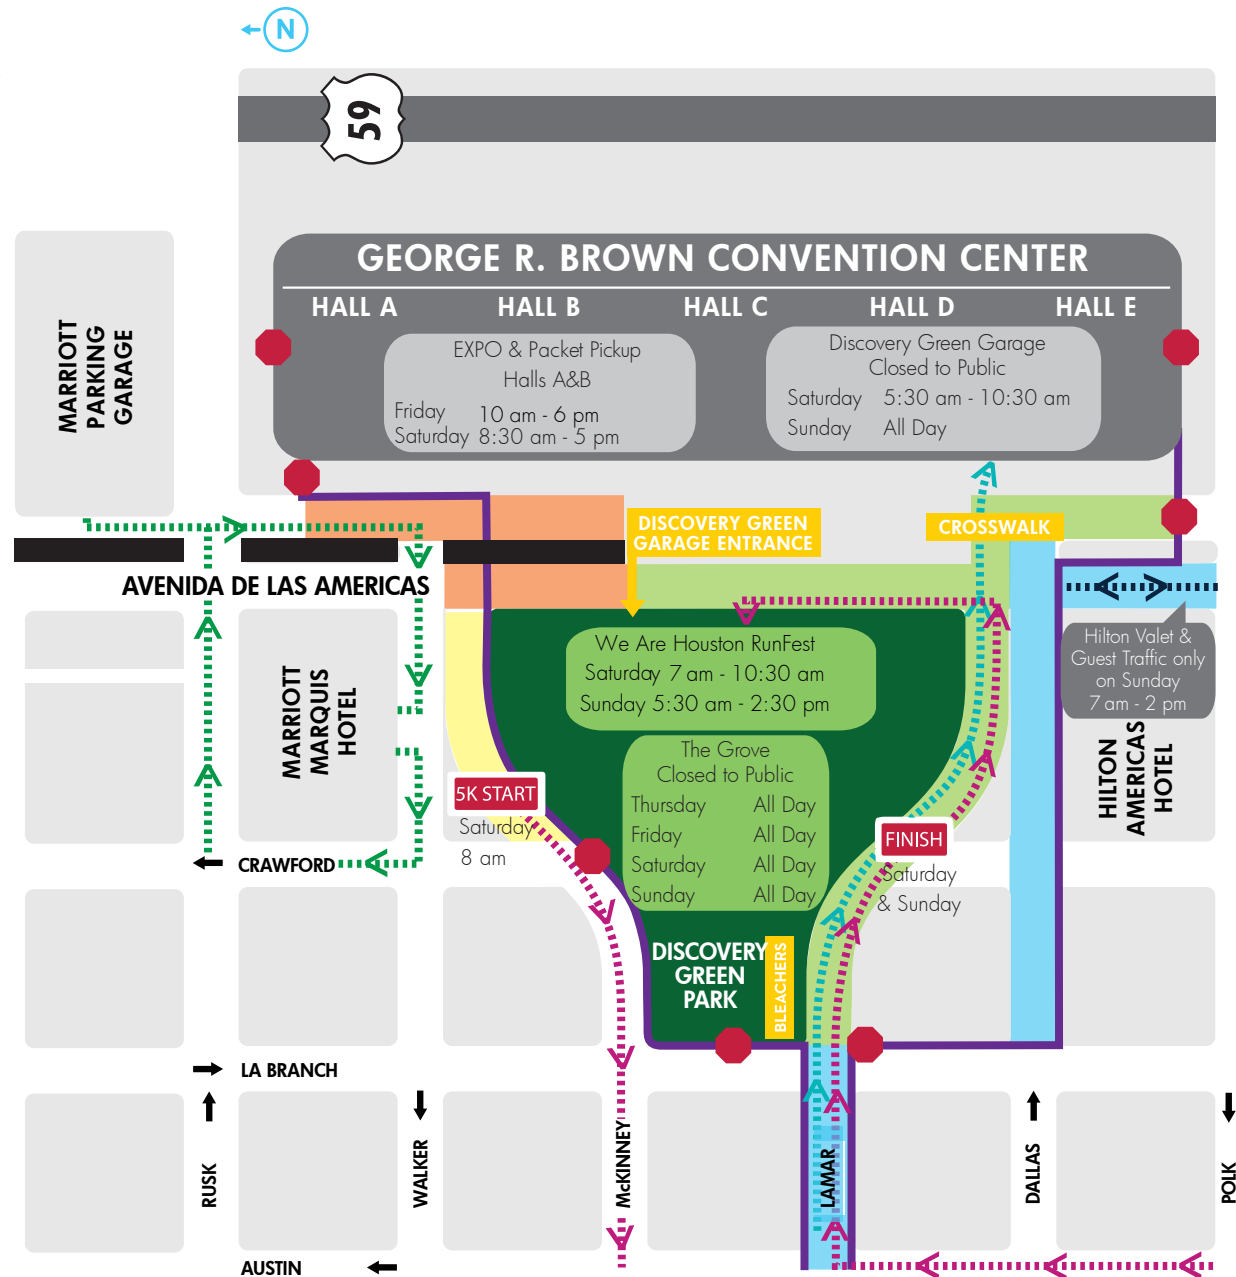 N
59
GEORGE R. BROWN CONVENTION CENTER
HALL A
HALL B
HALL C
HALL D
HALL E
EXPO & Packet Pickup
Halls A&B
Friday 10 am - 6 pm
Saturday 8:30 am - 5 pm
Discovery Green Garage
Closed to Public
Saturday 5:30 am - 10:30 am
Sunday All Day
MARRIOTT
PARKING
GARAGE
DISCOVERY GREEN
GARAGE ENTRANCE
CROSSWALK
AVENIDA DE LAS AMERICAS
We Are Houston RunFest
Saturday 7 am - 10:30 am
Sunday 5:30 am - 2:30 pm
Hilton Valet &
Guest Traffic only
on Sunday
7 am - 2 pm
MARRIOTT
MARQUIS
HOTEL
HILTON
AMERICAS
HOTEL
The Grove
Closed to Public
Thursday All Day
Friday All Day
Saturday All Day
Sunday All Day
5K START
Saturday
8 am
FINISH
Saturday
& Sunday
CRAWFORD
DISCOVERY
GREEN
PARK
BLEACHERS
LA BRANCH
RUSK
WALKER
McKINNEY
LAMAR
DALLAS
POLK
AUSTIN